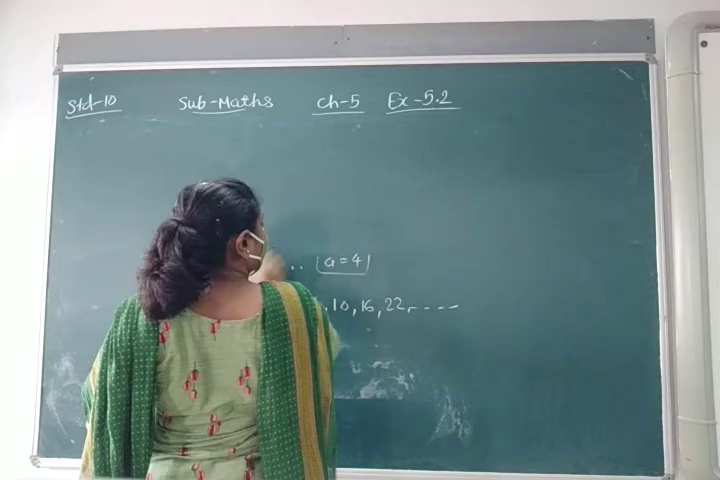 Std-10 Sub-Maths Ch-5 Ex-5.2
a = 4
10, 16, 22, ----